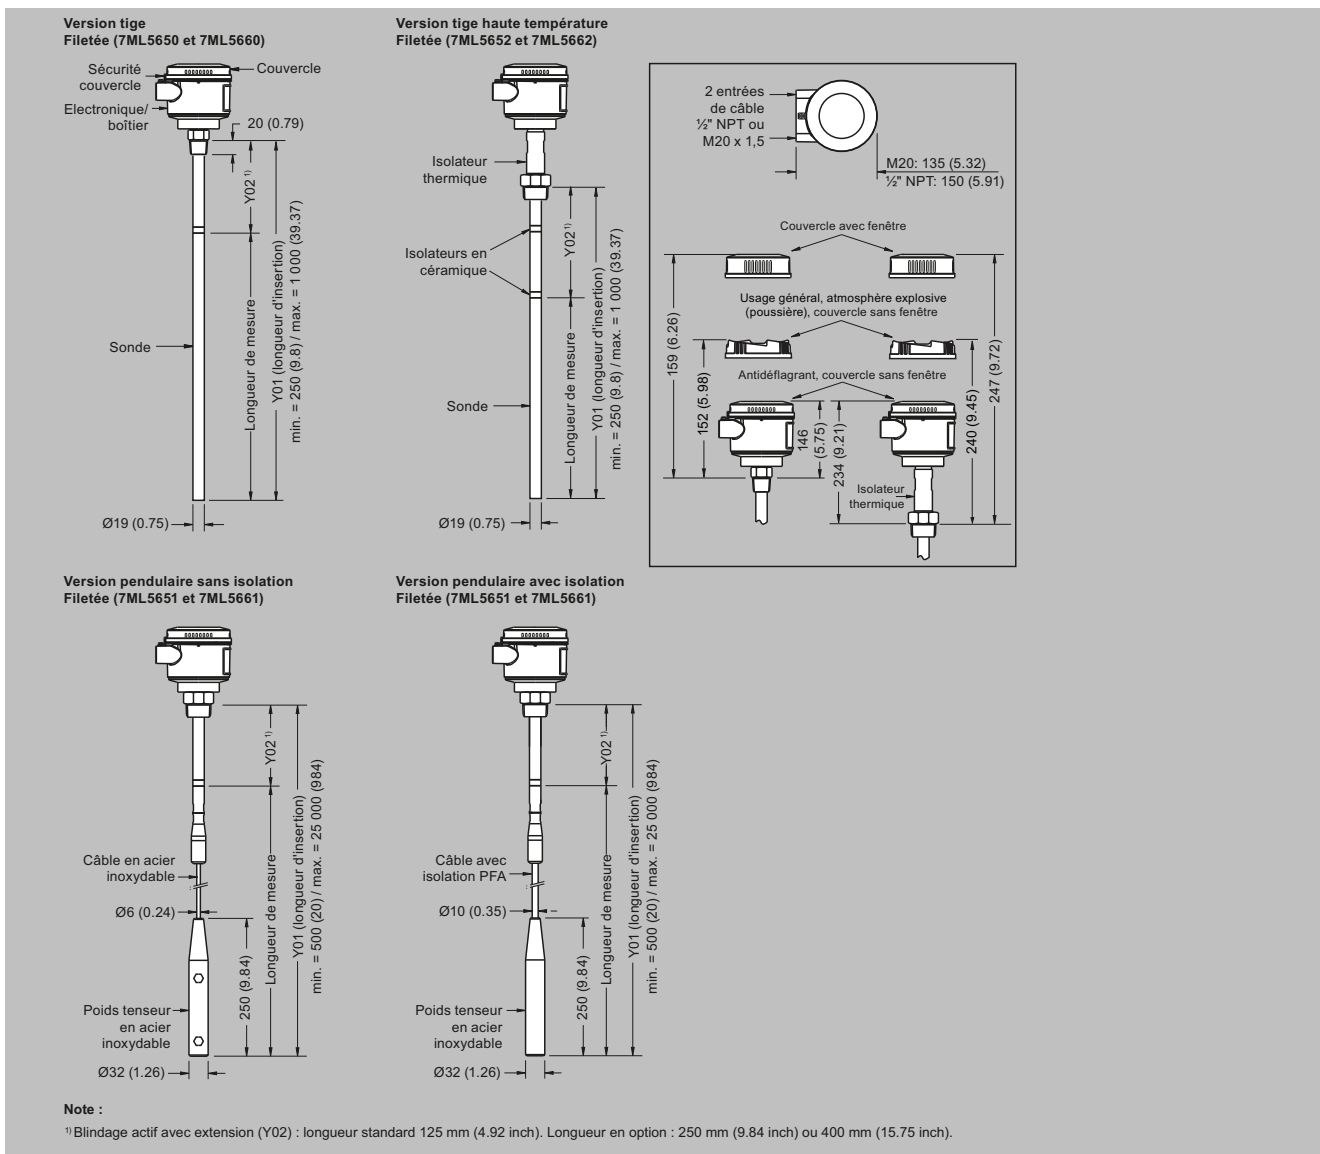 Version tige
Filetée (7ML5650 et 7ML5660)
Sécurité
couvercle
Couvercle
Electronique/
boîtier
20 (0.79)
Y02 1)
Longueur de mesure
Y01 (longueur d'insertion)
min. = 250 (9.8) / max. = 1 000 (39.37)
Sonde
Ø19 (0.75)
Version tige haute température
Filetée (7ML5652 et 7ML5662)
Isolateur
thermique
Isolateurs en
céramique
Y02 1)
Longueur de mesure
Y01 (longueur d'insertion)
min. = 250 (9.8) / max. = 1 000 (39.37)
Sonde
Ø19 (0.75)
2 entrées
de câble
½" NPT ou
M20 x 1,5
M20: 135 (5.32)
½" NPT: 150 (5.91)
Couvercle avec fenêtre
Usage général, atmosphère explosive
(poussière), couvercle sans fenêtre
Antidéflagrant, couvercle sans fenêtre
159 (6.26)
152 (5.98)
146
(5.75)
234 (9.21)
240 (9.45)
247 (9.72)
Isolateur
thermique
Version pendulaire sans isolation
Filetée (7ML5651 et 7ML5661)
Y02 1)
Longueur de mesure
Y01 (longueur d'insertion)
min. = 500 (20) / max. = 25 000 (984)
Câble en acier
inoxydable
Ø6 (0.24)
250 (9.84)
Poids tenseur
en acier
inoxydable
Ø32 (1.26)
Version pendulaire avec isolation
Filetée (7ML5651 et 7ML5661)
Y02 1)
Longueur de mesure
Y01 (longueur d'insertion)
min. = 500 (20) / max. = 25 000 (984)
Câble avec
isolation PFA
Ø10 (0.35)
250 (9.84)
Poids tenseur
en acier
inoxydable
Ø32 (1.26)
Note :
1) Blindage actif avec extension (Y02) : longueur standard 125 mm (4.92 inch). Longueur en option : 250 mm (9.84 inch) ou 400 mm (15.75 inch).